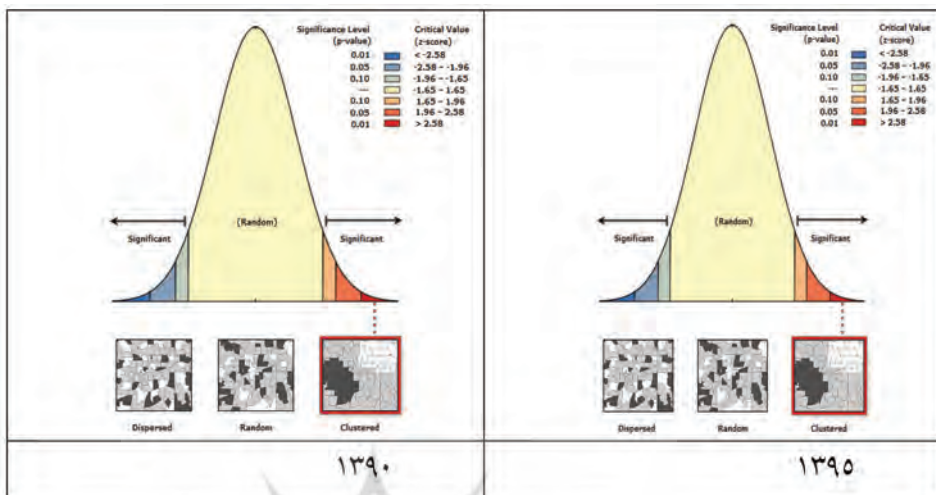 Significance Level (p-value) Critical Value (z-score)
0.01 < -2.58
0.05 -2.58 – -1.96
0.10 -1.96 – -1.65
— -1.65 – 1.65
0.10 1.65 – 1.96
0.05 1.96 – 2.58
0.01 > 2.58
(Random)
Significant Significant
Dispersed Random Clustered
۱۳۹۰
Significance Level (p-value) Critical Value (z-score)
0.01 < -2.58
0.05 -2.58 – -1.96
0.10 -1.96 – -1.65
— -1.65 – 1.65
0.10 1.65 – 1.96
0.05 1.96 – 2.58
0.01 > 2.58
(Random)
Significant Significant
Dispersed Random Clustered
۱۳۹۵